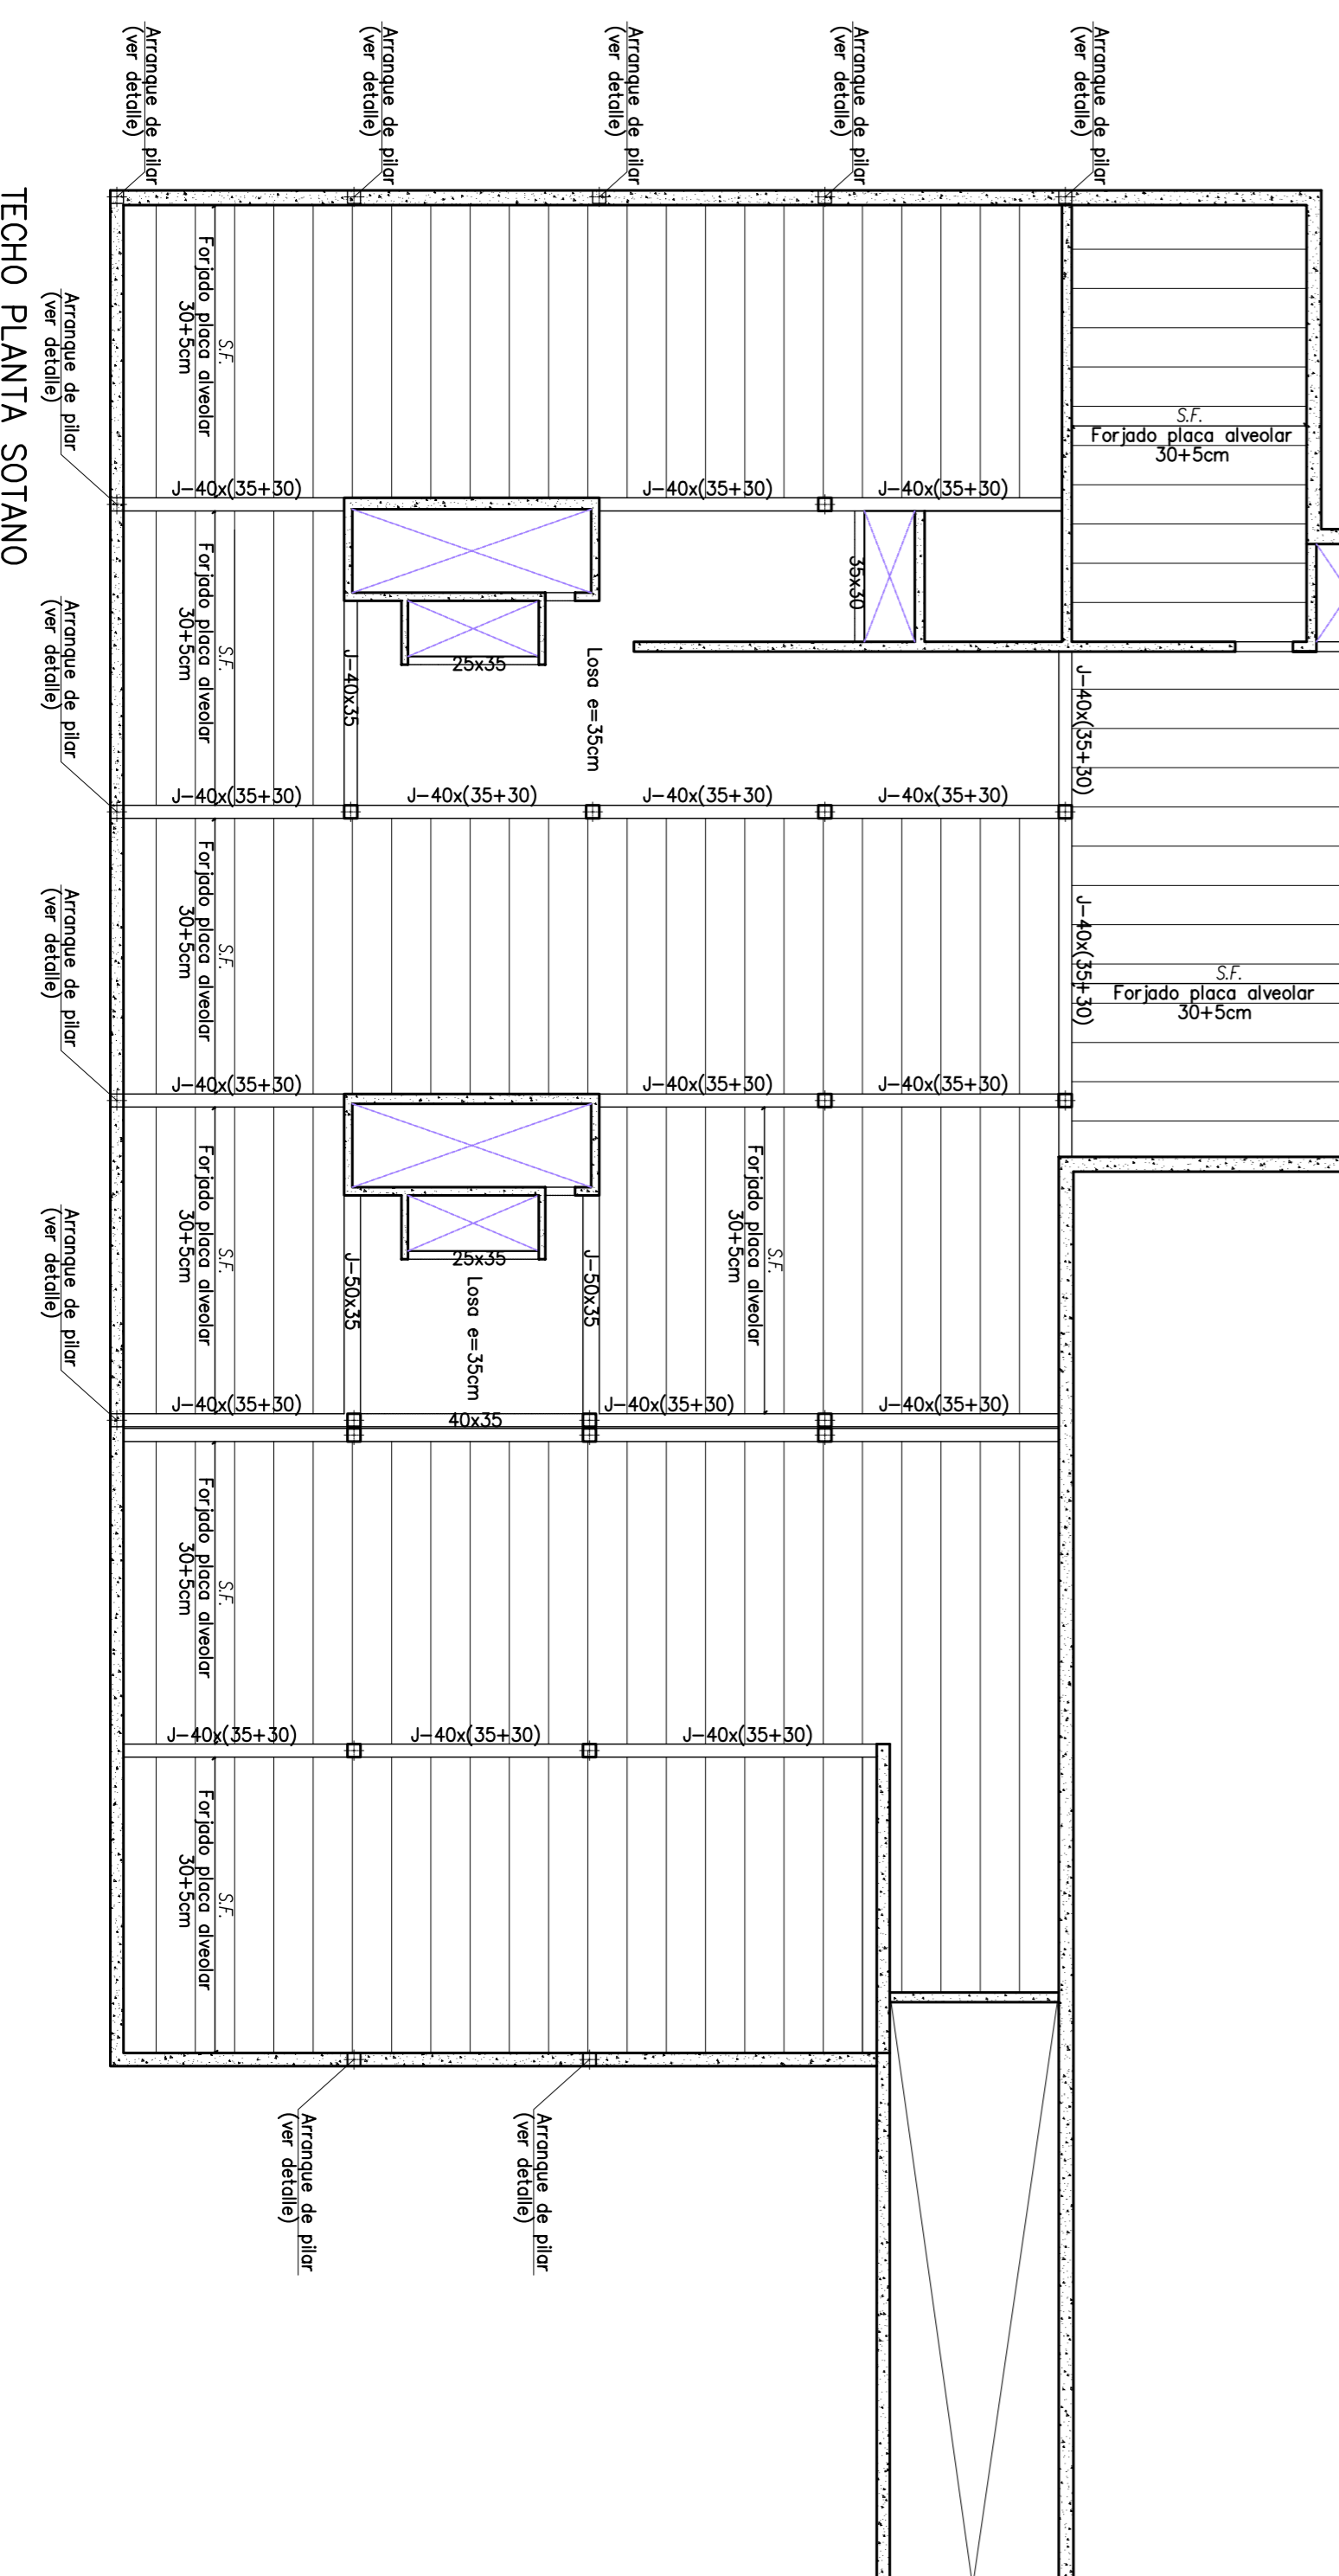 Arranque de pilar
(ver detalle)
Arranque de pilar
(ver detalle)
Arranque de pilar
(ver detalle)
Arranque de pilar
(ver detalle)
Arranque de pilar
(ver detalle)
TECHO PLANTA SOTANO
Arranque de pilar
(ver detalle)
S.F.
Forjado placa alveolar
30+5cm
S.F.
Forjado placa alveolar
30+5cm
J-40x(35+30)
J-40x(35+30)
J-40x(35+30)
S.F.
Forjado placa alveolar
30+5cm
35x30
Arranque de pilar
(ver detalle)
25x35
J-40x35
Losa e=35cm
J-40x(35+30)
J-40x(35+30)
J-40x(35+30)
J-40x(35+30)
J-40x(35+30)
S.F.
Forjado placa alveolar
30+5cm
J-40x(35+30)
S.F.
Forjado placa alveolar
30+5cm
Arranque de pilar
(ver detalle)
J-40x(35+30)
J-40x(35+30)
J-40x(35+30)
S.F.
Forjado placa alveolar
30+5cm
S.F.
Forjado placa alveolar
30+5cm
Arranque de pilar
(ver detalle)
25x35
J-50x35
J-50x35
Losa e=35cm
J-40x(35+30)
40x35
J-40x(35+30)
J-40x(35+30)
S.F.
Forjado placa alveolar
30+5cm
J-40x(35+30)
J-40x(35+30)
J-40x(35+30)
S.F.
Forjado placa alveolar
30+5cm
Arranque de pilar
(ver detalle)
Arranque de pilar
(ver detalle)